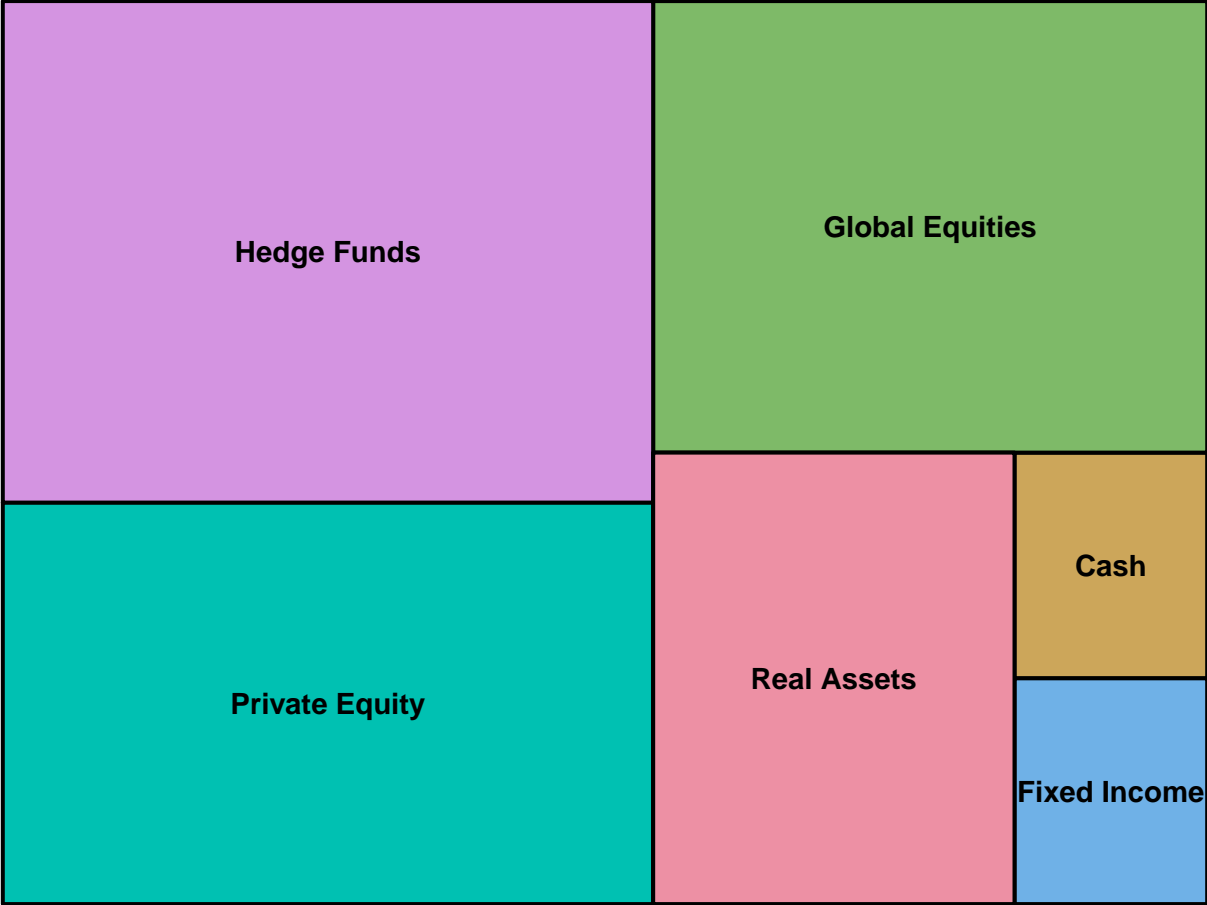 Hedge Funds
Global Equities
Private Equity
Real Assets
Cash
Fixed Income